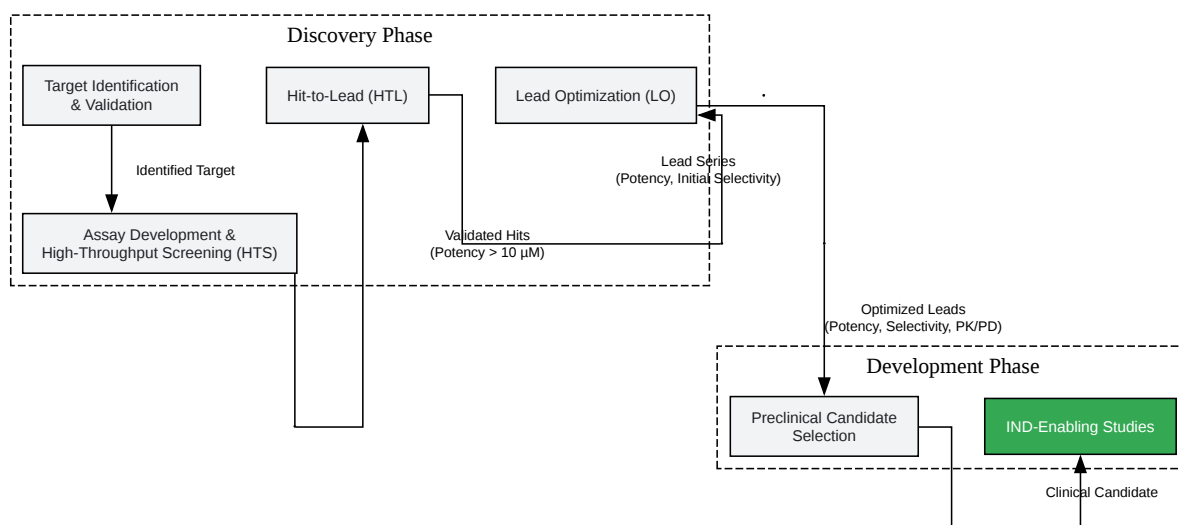 Discovery Phase
Target Identification
& Validation
Hit-to-Lead (HTL)
Lead Optimization (LO)
Identified Target
Lead Series
(Potency, Initial Selectivity)
Assay Development &
High-Throughput Screening (HTS)
Validated Hits
(Potency > 10 µM)
Optimized Leads
(Potency, Selectivity, PK/PD)
Development Phase
Preclinical Candidate
Selection
IND-Enabling Studies
Clinical Candidate